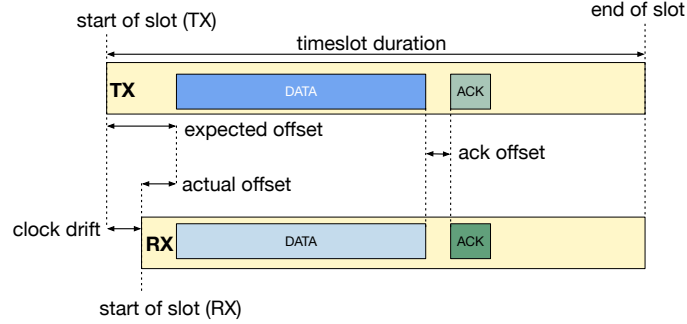 start of slot (TX)
end of slot
timeslot duration
TX
DATA
ACK
expected offset
ack offset
actual offset
clock drift
RX
DATA
ACK
start of slot (RX)